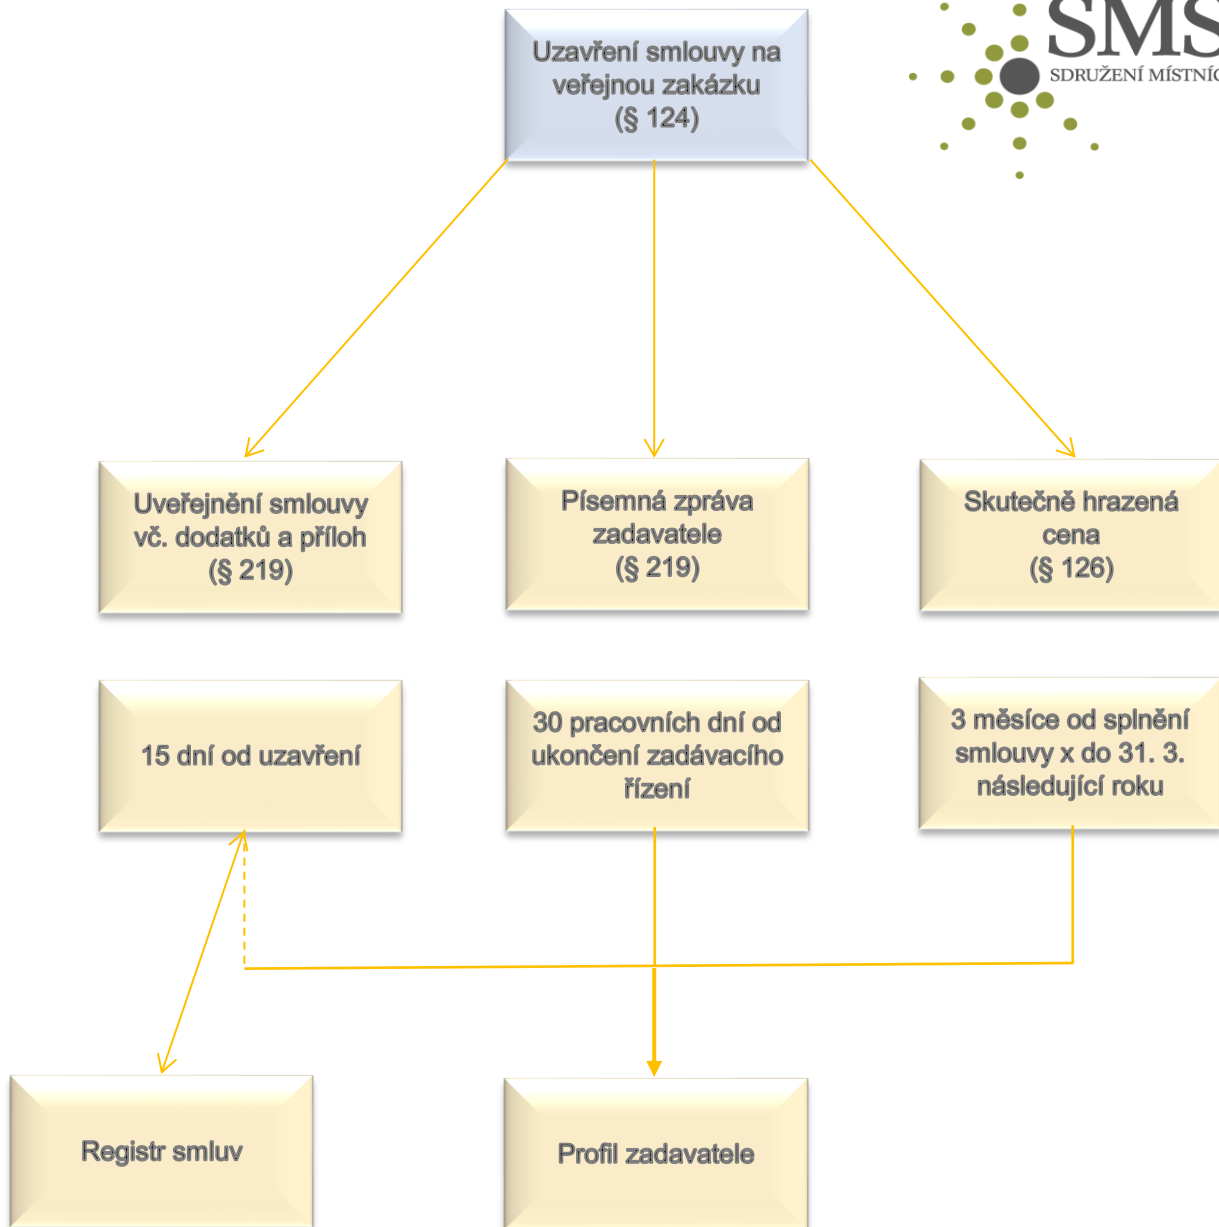 SMS
SDRUŽENÍ MÍSTNÍC
Uzavření smlouvy na
veřejnou zakázku
(§ 124)
Uveřejnění smlouvy
vč. dodatků a příloh
(§ 219)
Písemná zpráva
zadavatele
(§ 219)
Skutečně hrazená
cena
(§ 126)
15 dní od uzavření
30 pracovních dní od
ukončení zadávacího
řízení
3 měsíce od splnění
smlouvy x do 31. 3.
následující roku
Registr smluv
Profil zadavatele